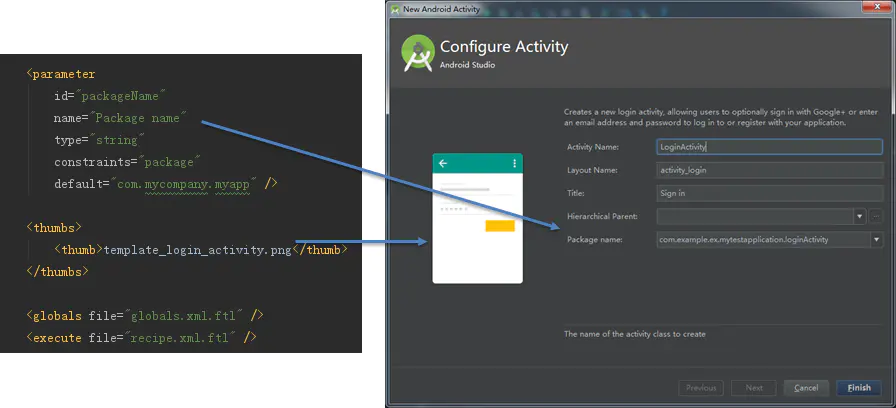 <parameter
id="packageName"
name="Package name"
type="string"
constraints="package"
default="com.mycompany.myapp" />
<thumbs>
<thumb>template_login_activity.png</thumb>
</thumbs>
<globals file="globals.xml.ftl" />
<execute file="recipe.xml.ftl" />
New Android Activity
Configure Activity
Android Studio
Creates a new login activity, allowing users to optionally sign in with Google+ or enter
an email address and password to log in to or register with your application.
Activity Name: LoginActivity
Layout Name: activity_login
Title: Sign in
Hierarchical Parent:
Package name: com.example.ex.mytestapplication.loginActivity
The name of the activity class to create
Previous Next Cancel Finish